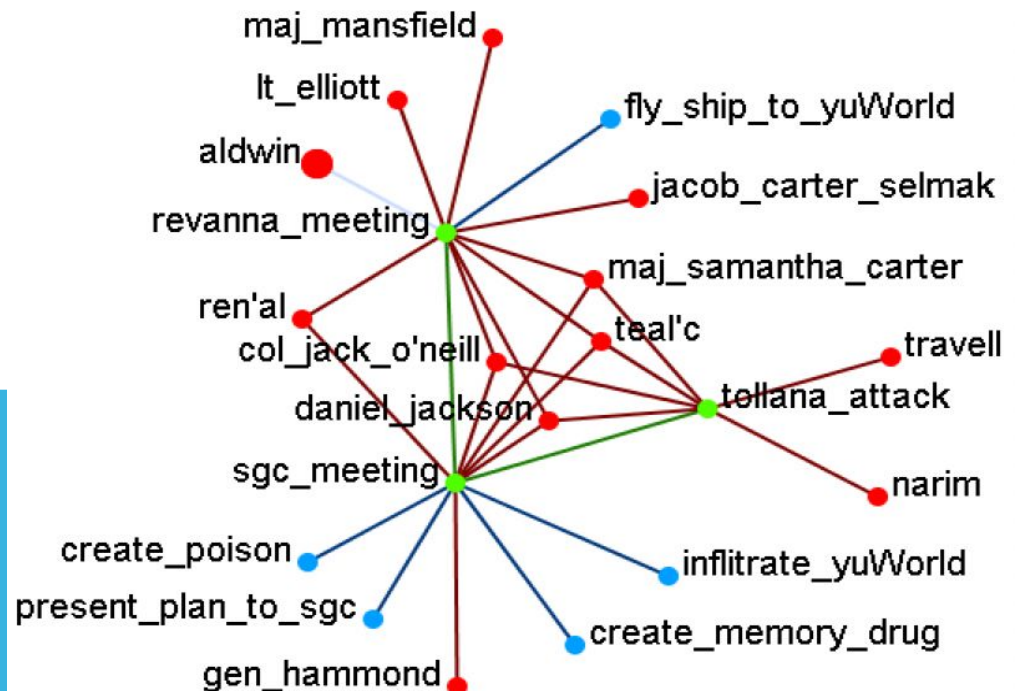 maj_mansfield
lt_elliott
fly_ship_to_yuWorld
aldwin
jacob_carter_selmak
revanna_meeting
maj_samantha_carter
ren'al
teal'c
col_jack_o'neill
travell
tollana_attack
daniel_jackson
sgc_meeting
narim
create_poison
inflitrate_yuWorld
present_plan_to_sgc
create_memory_drug
gen_hammond